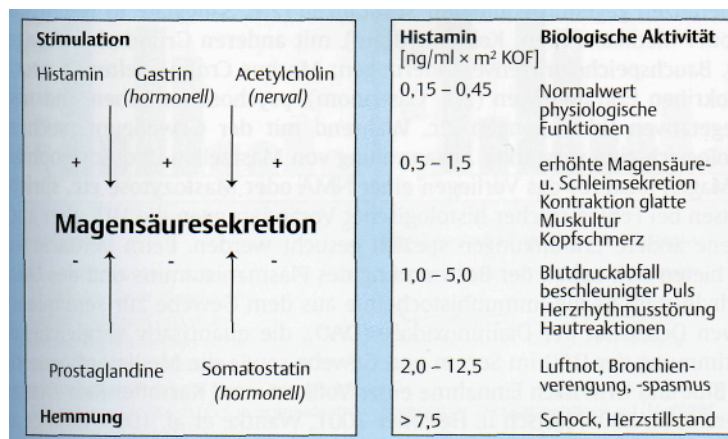 Stimulation
Histamin Gastrin Acetylcholin
(hormonell) (nerval)
+ + +
Magensäuresekretion
- - -
Prostaglandine Somatostatin
(hormonell)
Hemmung
Histamin Biologische Aktivität
[ng/ml × m² KOF]
0,15 – 0,45 Normalwert
physiologische
Funktionen
0,5 – 1,5 erhöhte Magensäure-
u. Schleimsekretion
Kontraktion glatte
Muskultur
Kopfschmerz
1,0 – 5,0 Blutdruckabfall
beschleunigter Puls
Herzrhythmusstörung
Hautreaktionen
2,0 – 12,5 Luftnot, Bronchien-
verengung, -spasmus
> 7,5 Schock, Herzstillstand